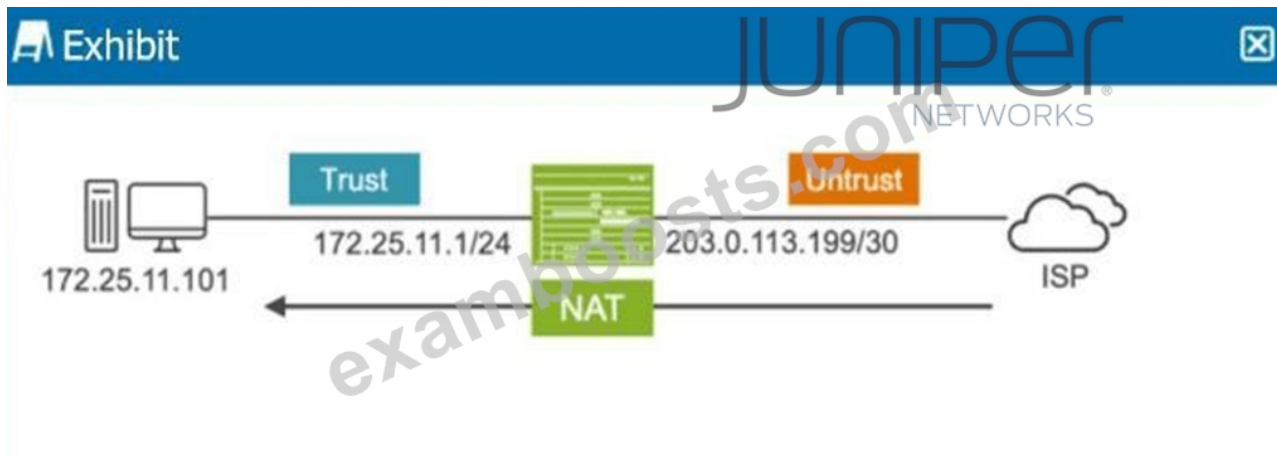 Exhibit
JUNIPER
NETWORKS
Trust
Untrust
172.25.11.1/24
203.0.113.199/30
172.25.11.101
ISP
NAT
examboosts.com